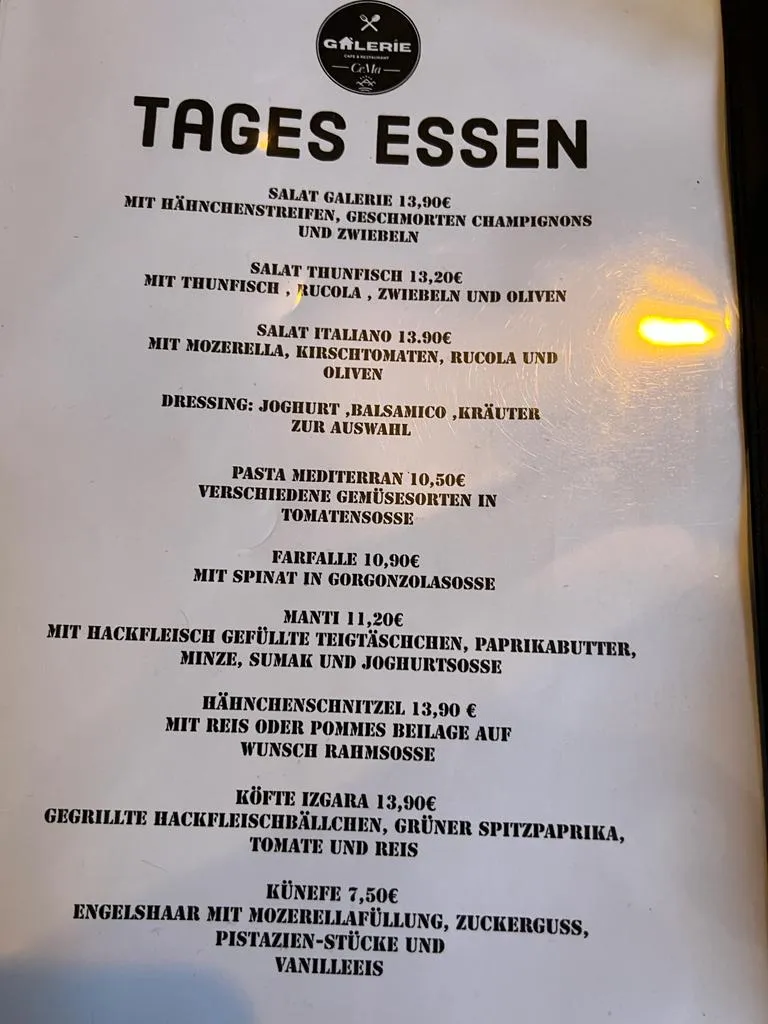 GALERIE
CAFE & RESTAURANT
CeMa
TAGES ESSEN
SALAT GALERIE 13,90€
MIT HÄHNCHENSTREIFEN, GESCHMORTEN CHAMPIGNONS
UND ZWIEBELN
SALAT THUNFISCH 13,20€
MIT THUNFISCH , RUCOLA , ZWIEBELN UND OLIVEN
SALAT ITALIANO 13.90€
MIT MOZERELLA, KIRSCHTOMATEN, RUCOLA UND
OLIVEN
DRESSING: JOGHURT ,BALSAMICO ,KRÄUTER
ZUR AUSWAHL
PASTA MEDITERRAN 10,50€
VERSCHIEDENE GEMÜSESORTEN IN
TOMATENSOSSE
FARFALLE 10,90€
MIT SPINAT IN GORGONZOLASOSSE
MANTI 11,20€
MIT HACKFLEISCH GEFÜLLTE TEIGTÄSCHCHEN, PAPRIKABUTTER,
MINZE, SUMAK UND JOGHURTSOSSE
HÄHNCHENSCHNITZEL 13,90 €
MIT REIS ODER POMMES BEILAGE AUF
WUNSCH RAHMSOSSE
KÖFTE IZGARA 13,90€
GEGRILLTE HACKFLEISCHBÄLLCHEN, GRÜNER SPITZPAPRIKA,
TOMATE UND REIS
KÜNEFE 7,50€
ENGELSHAAR MIT MOZERELLAFÜLLUNG, ZUCKERGUSS,
PISTAZIEN-STÜCKE UND
VANILLEEIS